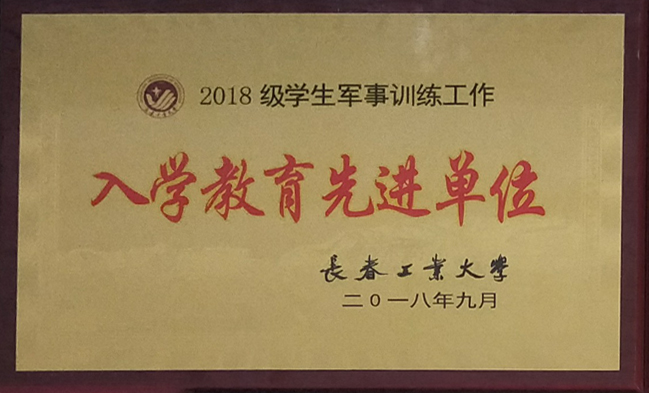 2018 级学生军事训练工作
入学教育先进单位
長春工業大學
二0一八年九月